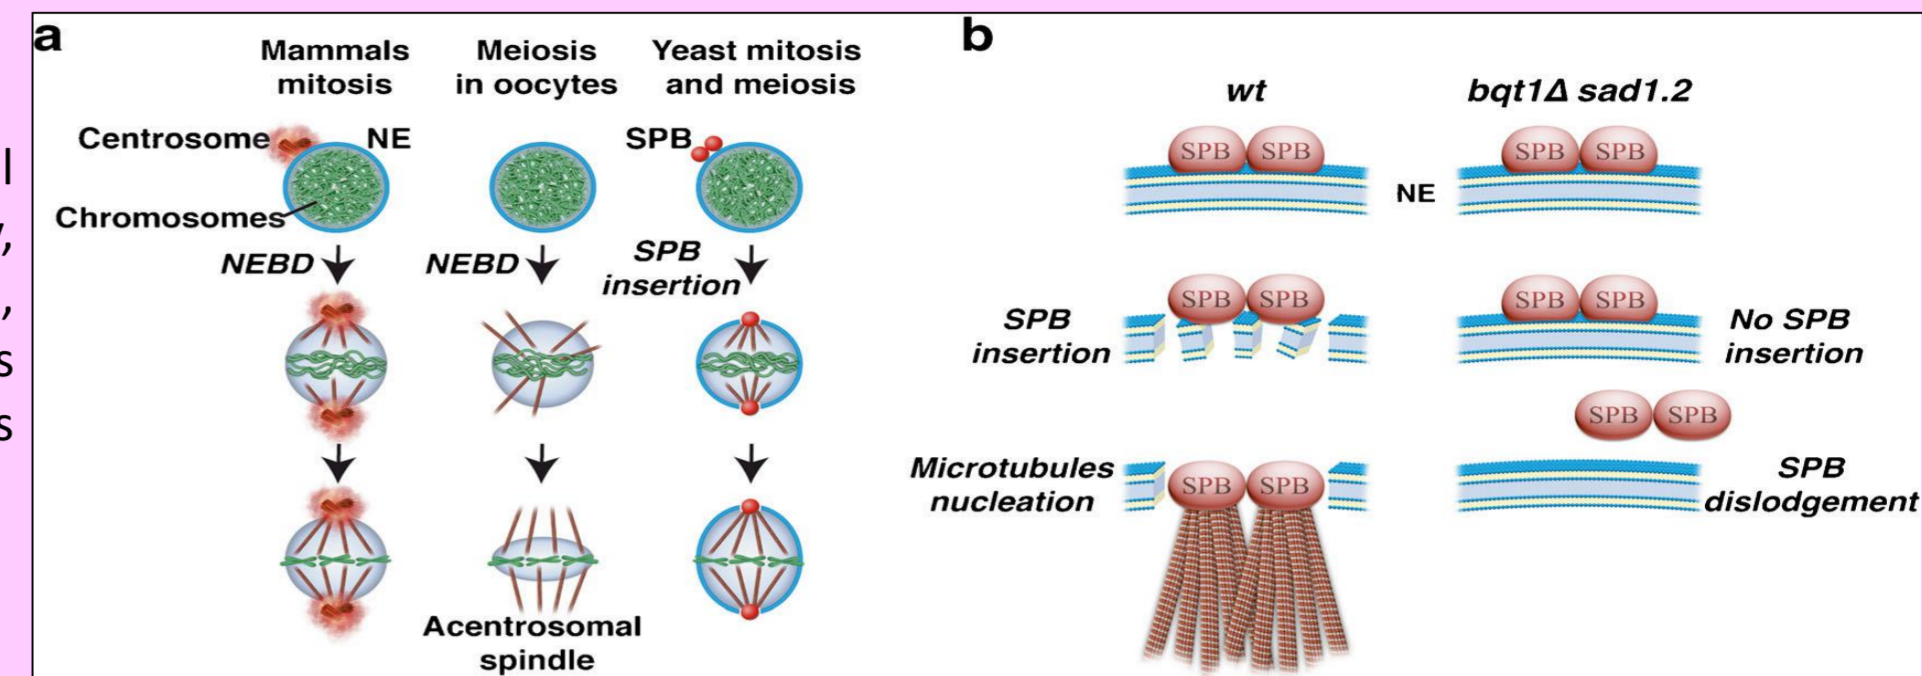 l
y,
,
s
s
a
Mammals
mitosis
Meiosis
in oocytes
Yeast mitosis
and meiosis
Centrosome
NE
SPB
Chromosomes
NEBD
NEBD
SPB
insertion
Acentrosomal
spindle
b
wt
bqt1Δ sad1.2
SPB SPB
SPB SPB
NE
SPB
insertion
SPB SPB
SPB SPB
No SPB
insertion
SPB SPB
Microtubules
nucleation
SPB SPB
SPB
dislodgement